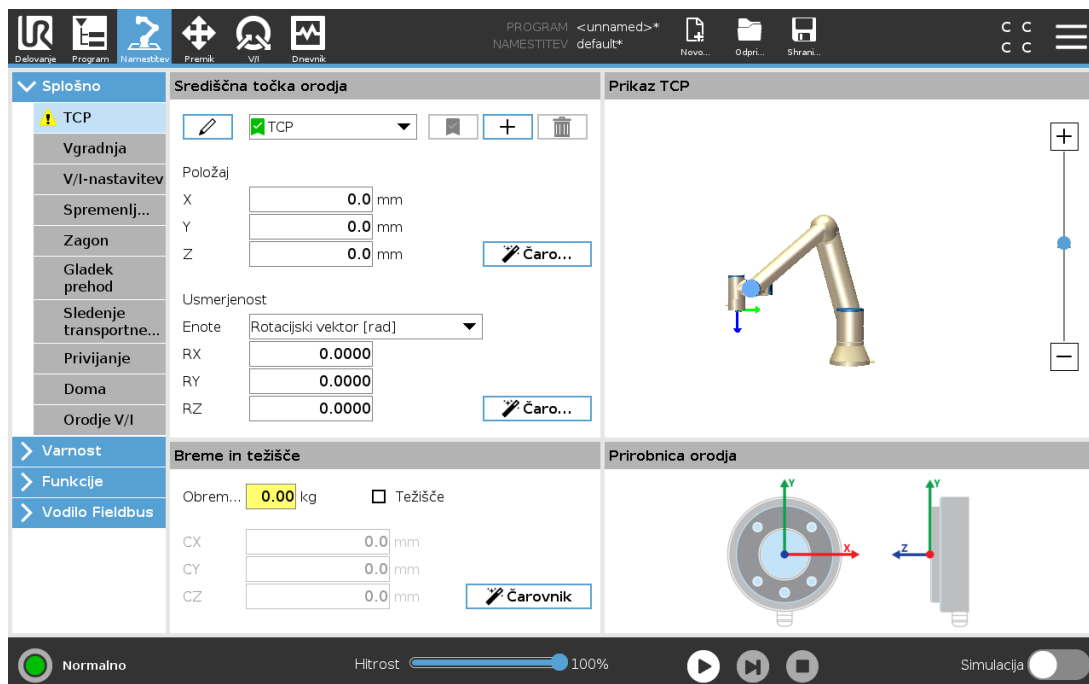 PROGRAM <unnamed>*
NAMESTITEV default*
Delovanje Program Namestitev Premik V/I Dnevnik Novo... Odpri... Shrani...
C C
C C
Splošno
TCP
Vgradnja
V/I-nastavitev
Spremenlj...
Zagon
Gladek
prehod
Sledenje
transportne...
Privijanje
Doma
Orodje V/I
Varnost
Funkcije
Vodilo Fieldbus
Središčna točka orodja
TCP
Položaj
X 0.0 mm
Y 0.0 mm
Z 0.0 mm Čaro...
Usmerjenost
Enote Rotacijski vektor [rad]
RX 0.0000
RY 0.0000
RZ 0.0000 Čaro...
Prikaz TCP
Breme in težišče
Obrem... 0.00 kg Težišče
CX 0.0 mm
CY 0.0 mm
CZ 0.0 mm Čarovnik
Prirobnica orodja
Y Y
X Z
Normalno Hitrost 100% Simulacija